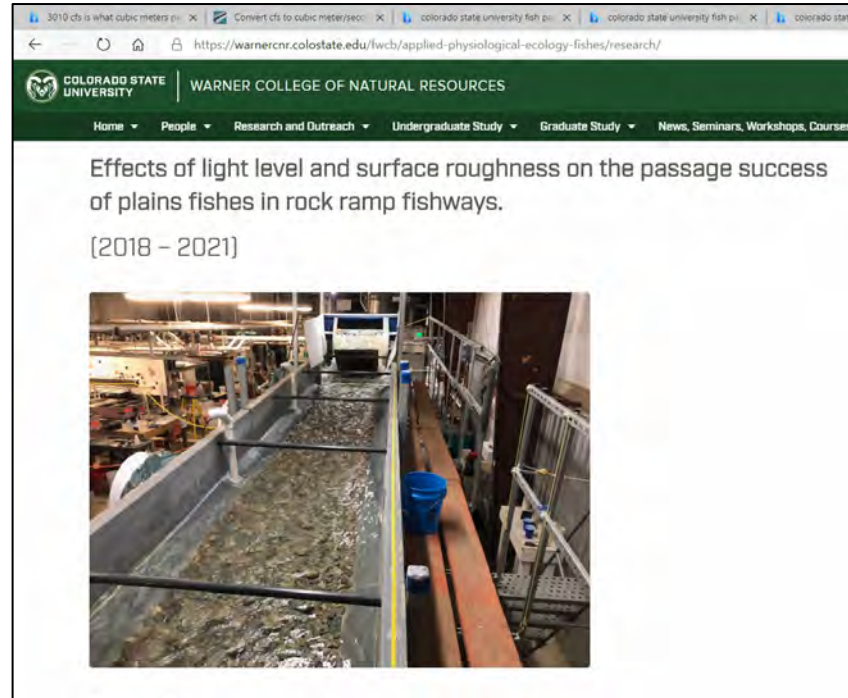 3010 cfs is what cubic meters pe
Convert cfs to cubic meter/seco
colorado state university fish pa
colorado state university fish pa
colorado stat
https://warnercnr.colostate.edu/fwcb/applied-physiological-ecology-fishes/research/
COLORADO STATE
UNIVERSITY
WARNER COLLEGE OF NATURAL RESOURCES
Home
People
Research and Outreach
Undergraduate Study
Graduate Study
News, Seminars, Workshops, Courses
Effects of light level and surface roughness on the passage success
of plains fishes in rock ramp fishways.
(2018 – 2021)